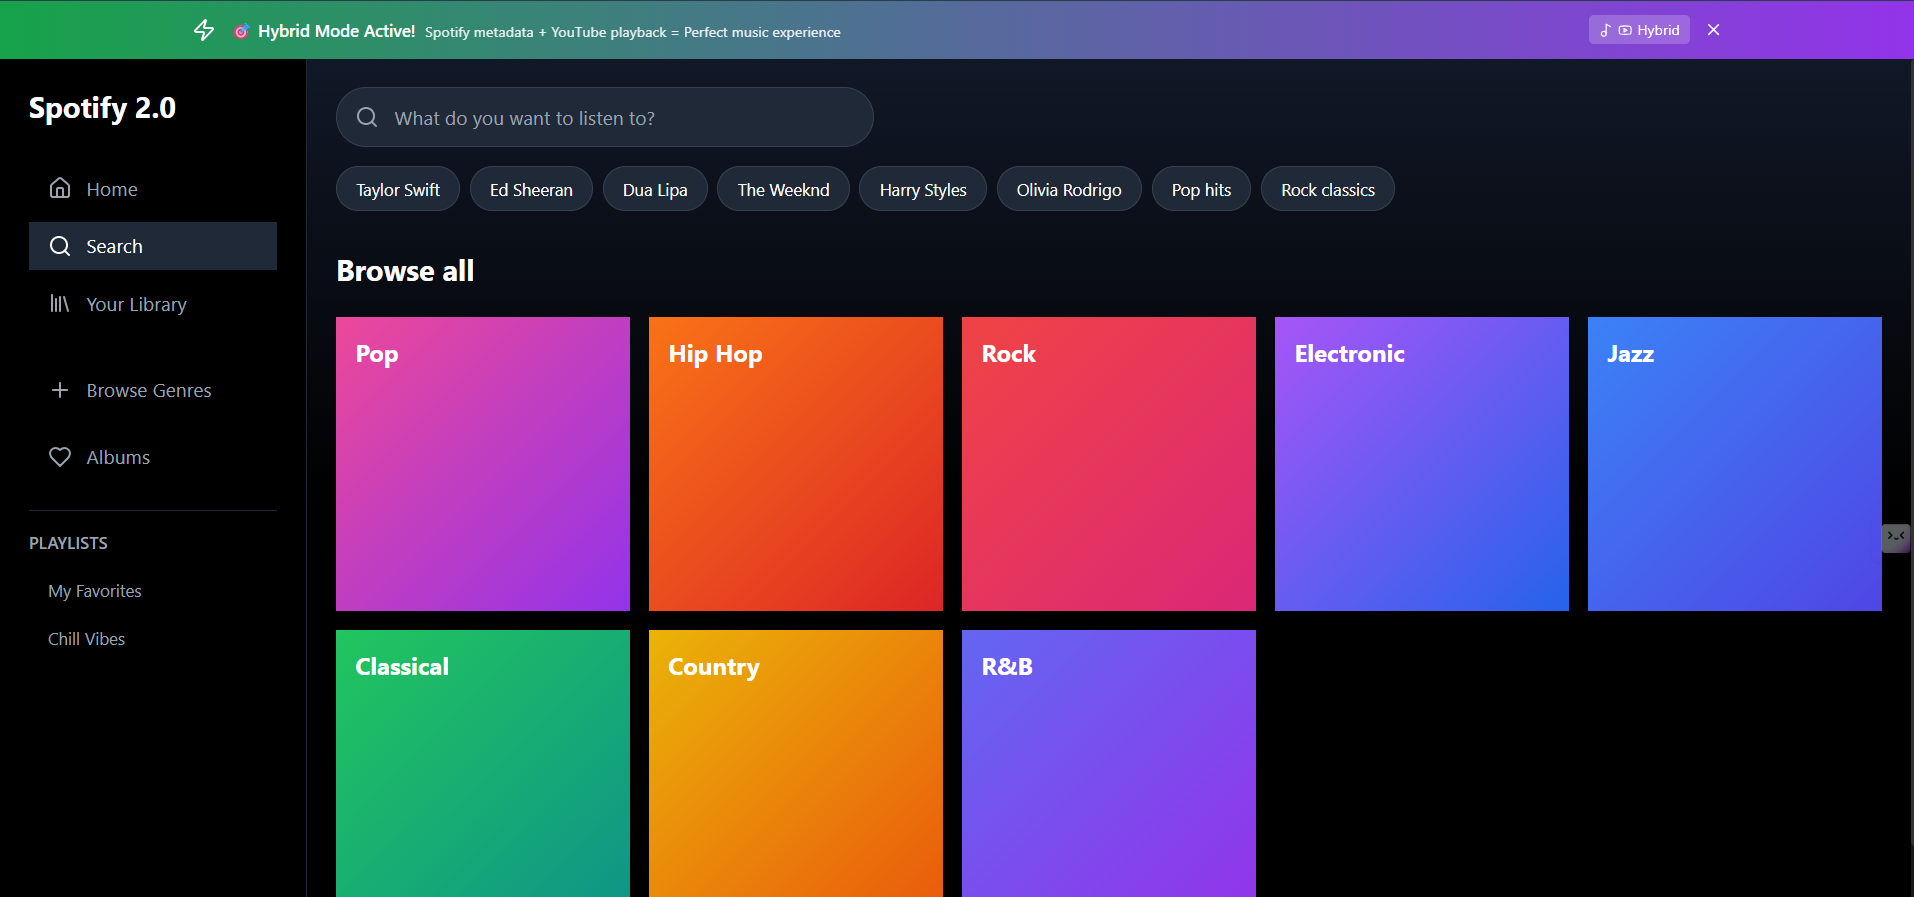 🎯 Hybrid Mode Active! Spotify metadata + YouTube playback = Perfect music experience
Hybrid
Spotify 2.0
Home
Search
Your Library
Browse Genres
Albums
PLAYLISTS
My Favorites
Chill Vibes
What do you want to listen to?
Taylor Swift Ed Sheeran Dua Lipa The Weeknd Harry Styles Olivia Rodrigo Pop hits Rock classics
Browse all
Pop Hip Hop Rock Electronic Jazz
Classical Country R&B